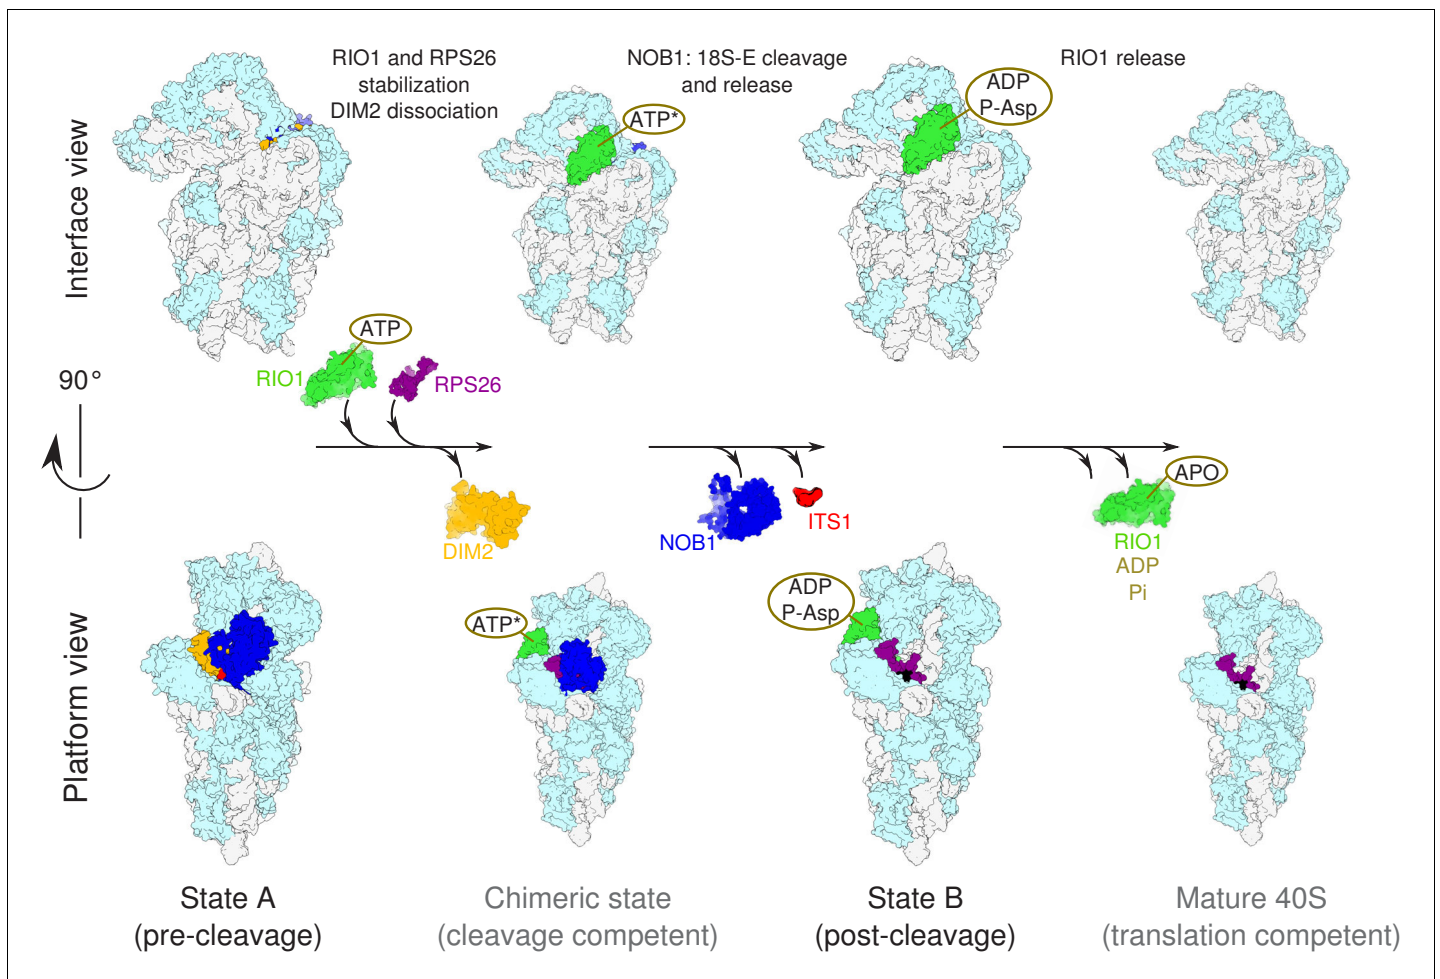 RIO1 and RPS26
stabilization
DIM2 dissociation
NOB1: 18S-E cleavage
and release
RIO1 release
ATP*
ADP
P-Asp
Interface view
ATP
RIO1
RPS26
90°
DIM2
NOB1
ITS1
APO
RIO1
ADP
Pi
Platform view
ATP*
ADP
P-Asp
State A
(pre-cleavage)
Chimeric state
(cleavage competent)
State B
(post-cleavage)
Mature 40S
(translation competent)